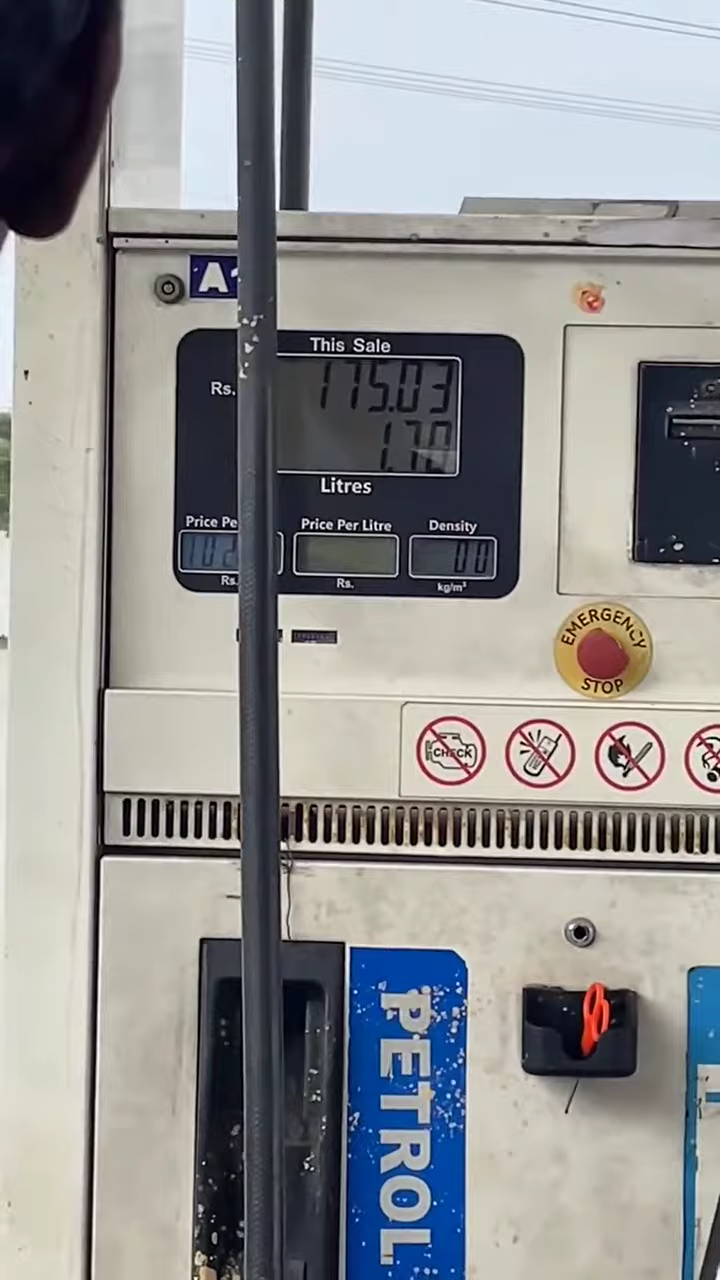 A
This Sale
Rs. 175.03
1.70
Litres
Price Pe Price Per Litre Density
102 00
Rs. Rs. kg/m³
EMERGENCY
STOP
CHECK
PETROL